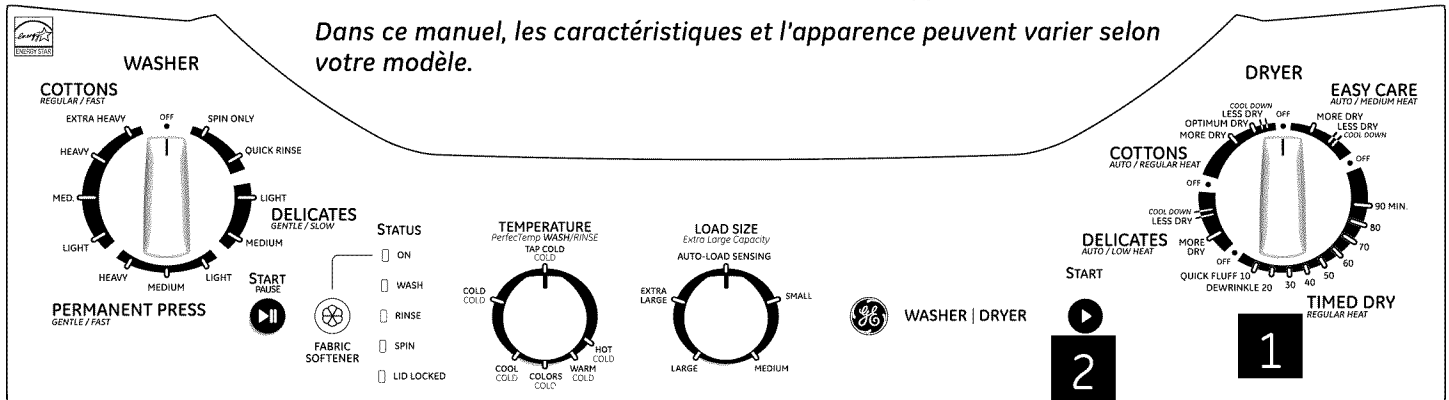 Dans ce manuel, les caractéristiques et l'apparence peuvent varier selon
votre modèle.
ENERGY STAR
WASHER
COTTONS
REGULAR / FAST
OFF
EXTRA HEAVY
SPIN ONLY
HEAVY
QUICK RINSE
MED.
LIGHT
DELICATES
GENTLE / SLOW
LIGHT
MEDIUM
HEAVY
MEDIUM
LIGHT
PERMANENT PRESS
GENTLE / FAST
START
PAUSE
FABRIC
SOFTENER
STATUS
ON
WASH
RINSE
SPIN
LID LOCKED
TEMPERATURE
PerfecTemp WASH/RINSE
TAP COLD
COLD
COLD
COLD
HOT
COLD
COOL
COLD
COLORS
COLD
WARM
COLD
LOAD SIZE
Extra Large Capacity
AUTO-LOAD SENSING
EXTRA
LARGE
SMALL
LARGE
MEDIUM
GE
WASHER | DRYER
DRYER
EASY CARE
AUTO / MEDIUM HEAT
COOL DOWN
LESS DRY
OPTIMUM DRY
MORE DRY
OFF
MORE DRY
LESS DRY
COOL DOWN
OFF
COTTONS
AUTO / REGULAR HEAT
OFF
COOL DOWN
LESS DRY
DELICATES
AUTO / LOW HEAT
MORE
DRY
OFF
90 MIN.
80
70
60
50
40
30
QUICK FLUFF 10
DEWRINKLE 20
TIMED DRY
REGULAR HEAT
START
2
1